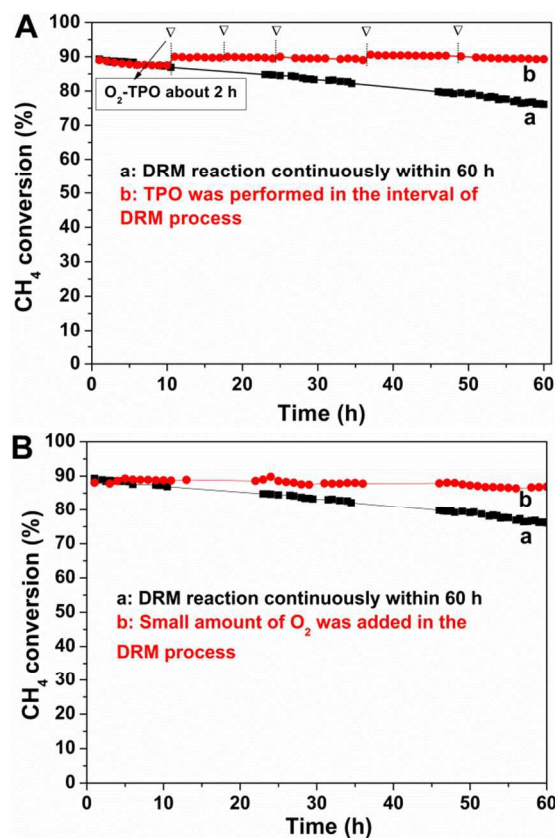 A
100
90
80
70
60
50
40
30
20
10
0
CH₄ conversion (%)
O₂-TPO about 2 h
b
a
a: DRM reaction continuously within 60 h
b: TPO was performed in the interval of
DRM process
0 10 20 30 40 50 60
Time (h)
B
100
90
80
70
60
50
40
30
20
10
0
CH₄ conversion (%)
b
a
a: DRM reaction continuously within 60 h
b: Small amount of O₂ was added in the
DRM process
0 10 20 30 40 50 60
Time (h)